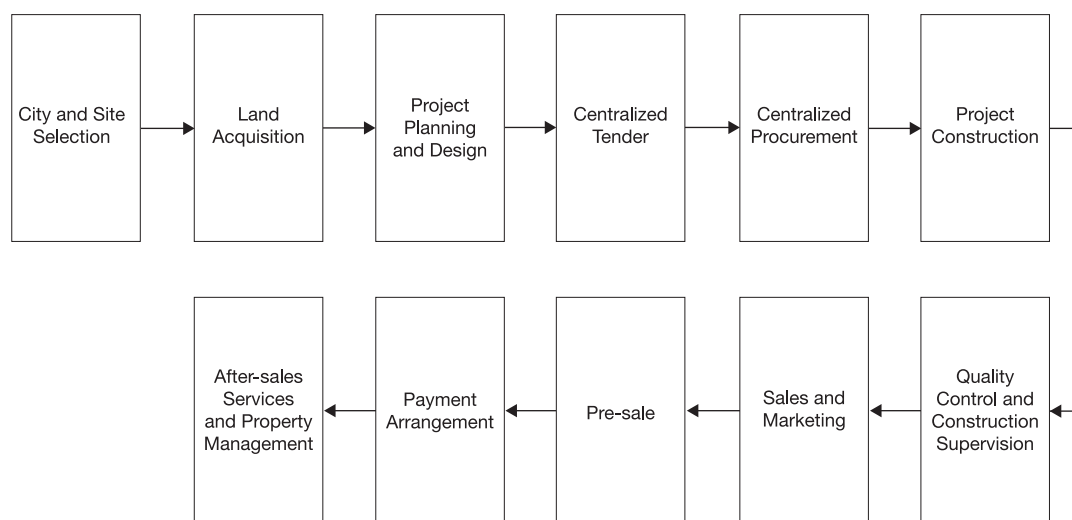 City and Site
Selection
Land
Acquisition
Project
Planning
and Design
Centralized
Tender
Centralized
Procurement
Project
Construction
Quality
Control and
Construction
Supervision
Sales and
Marketing
Pre-sale
Payment
Arrangement
After-sales
Services
and Property
Management